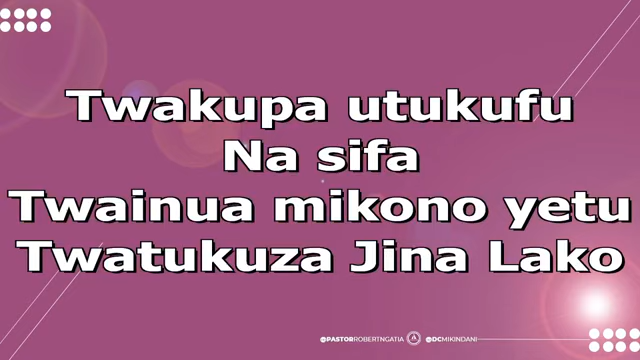 Twakupa utukufu
Na sifa
Twainua mikono yetu
Twatukuza Jina Lako
@PASTORROBERTNGATIA @DCMIKINDANI